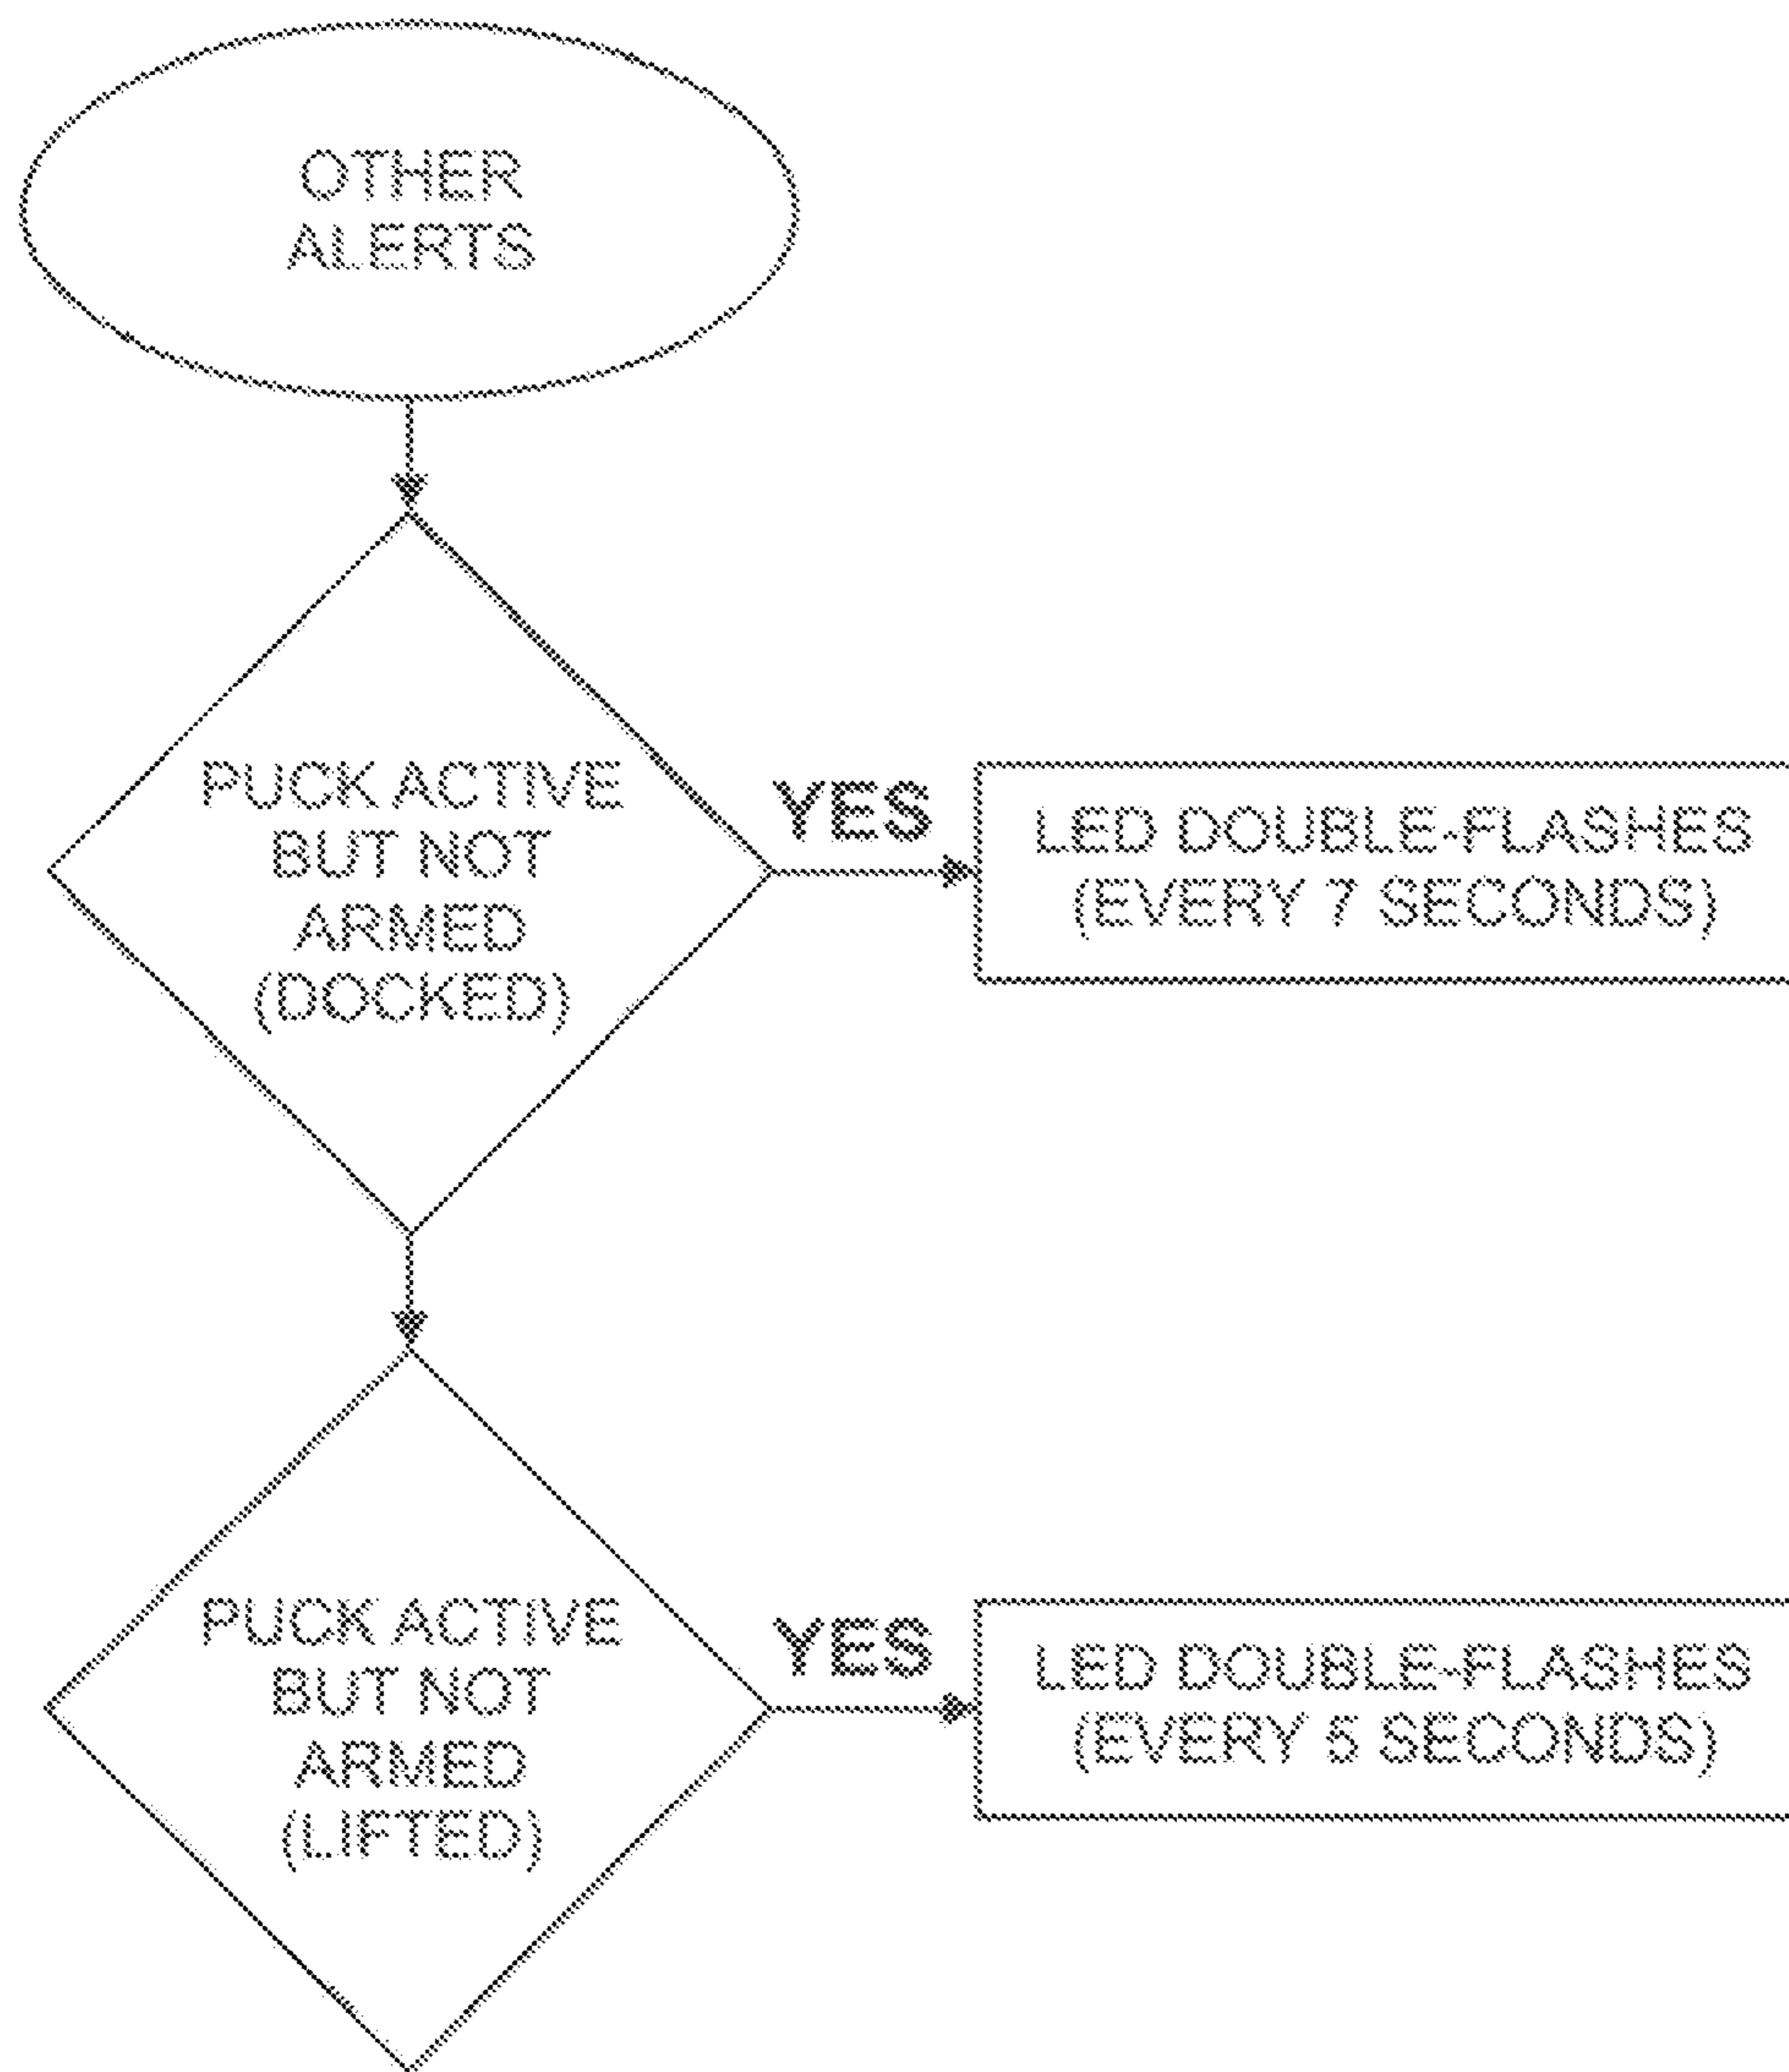 OTHER
ALERTS
PUCK ACTIVE
BUT NOT
ARMED
(DOCKED)
YES
LED DOUBLE-FLASHES
(EVERY 7 SECONDS)
PUCK ACTIVE
BUT NOT
ARMED
(LIFTED)
YES
LED DOUBLE-FLASHES
(EVERY 5 SECONDS)